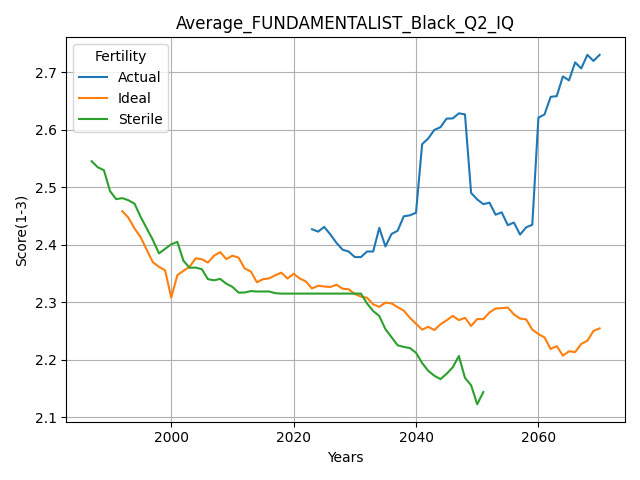 Average_FUNDAMENTALIST_Black_Q2_IQ
Fertility
Actual
Ideal
Sterile
Score(1-3)
2.7
2.6
2.5
2.4
2.3
2.2
2.1
2000
2020
2040
2060
Years